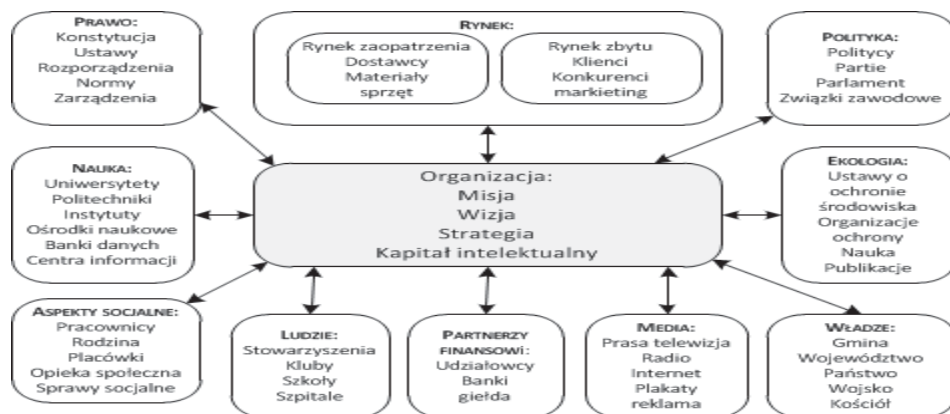 PRAWO:
Konstytucja
Ustawy
Rozporządzenia
Normy
Zarządzenia
RYNEK:
Rynek zaopatrzenia
Dostawcy
Materiały
sprzęt
Rynek zbytu
Klienci
Konkurenci
markieting
POLITYKA:
Politycy
Partie
Parlament
Związki zawodowe
NAUKA:
Uniwersytety
Politechniki
Instytuty
Ośrodki naukowe
Banki danych
Centra informacji
Organizacja:
Misja
Wizja
Strategia
Kapitał intelektualny
EKOLOGIA:
Ustawy o
ochronie
środowiska
Organizacje
ochrony
Nauka
Publikacje
ASPEKTY SOCJALNE:
Pracownicy
Rodzina
Placówki
Opieka społeczna
Sprawy socjalne
LUDZIE:
Stowarzyszenia
Kluby
Szkoły
Szpitale
PARTNERZY
FINANSOWI:
Udziałowcy
Banki
giełda
MEDIA:
Prasa telewizja
Radio
Internet
Plakaty
reklama
WŁADZE:
Gmina
Województwo
Państwo
Wojsko
Kościół